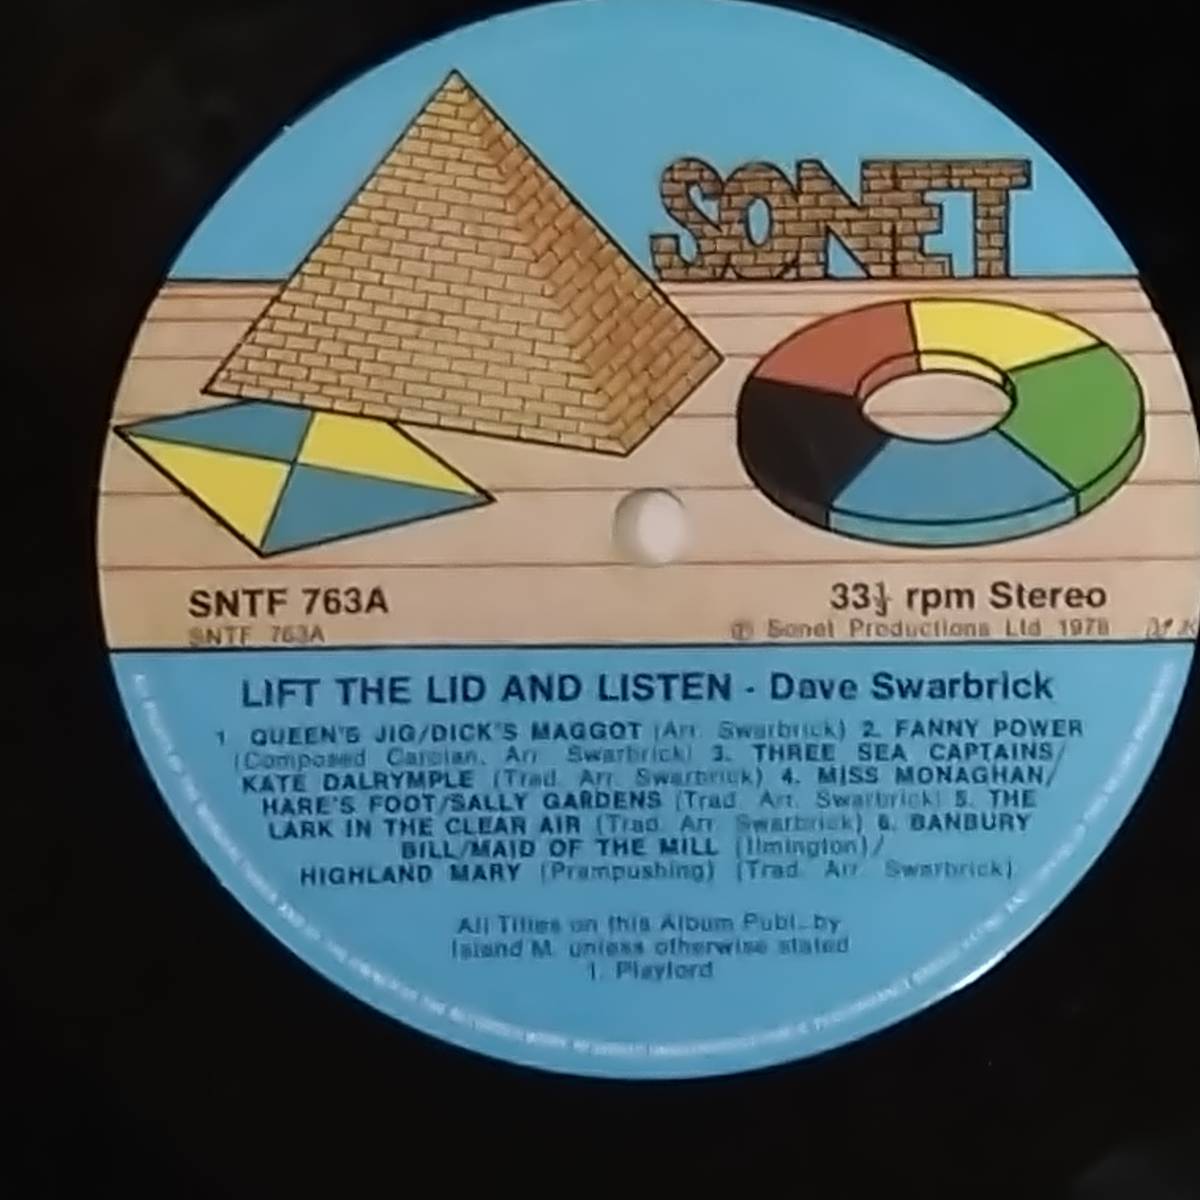 SONET
SNTF 763A
SNTF 763A
33⅓ rpm Stereo
℗ Sonet Productions Ltd 1978
LIFT THE LID AND LISTEN - Dave Swarbrick
1 QUEEN'S JIG/DICK'S MAGGOT (Arr. Swarbrick) 2. FANNY POWER
(Composed Carolan. Arr Swarbrick) 3. THREE SEA CAPTAINS/
KATE DALRYMPLE (Trad. Arr. Swarbrick) 4. MISS MONAGHAN/
HARE'S FOOT/SALLY GARDENS (Trad. Arr. Swarbrick) 5. THE
LARK IN THE CLEAR AIR (Trad. Arr Swarbrick) 6. BANBURY
BILL/MAID OF THE MILL (Ilmington)/
HIGHLAND MARY (Prampushing) (Trad. Arr. Swarbrick)
All Titles on this Album Publ. by
Island M. unless otherwise stated
1. Playford